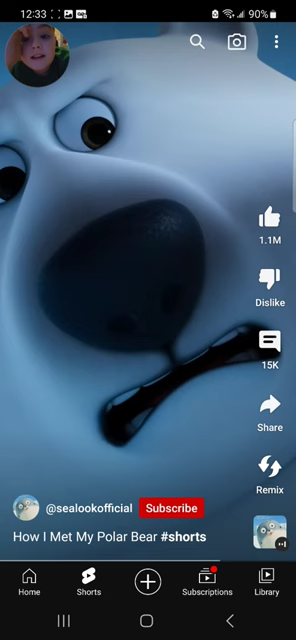 12:33
90%
1.1M
Dislike
15K
Share
Remix
@sealookofficial Subscribe
How I Met My Polar Bear #shorts
Home Shorts Subscriptions Library